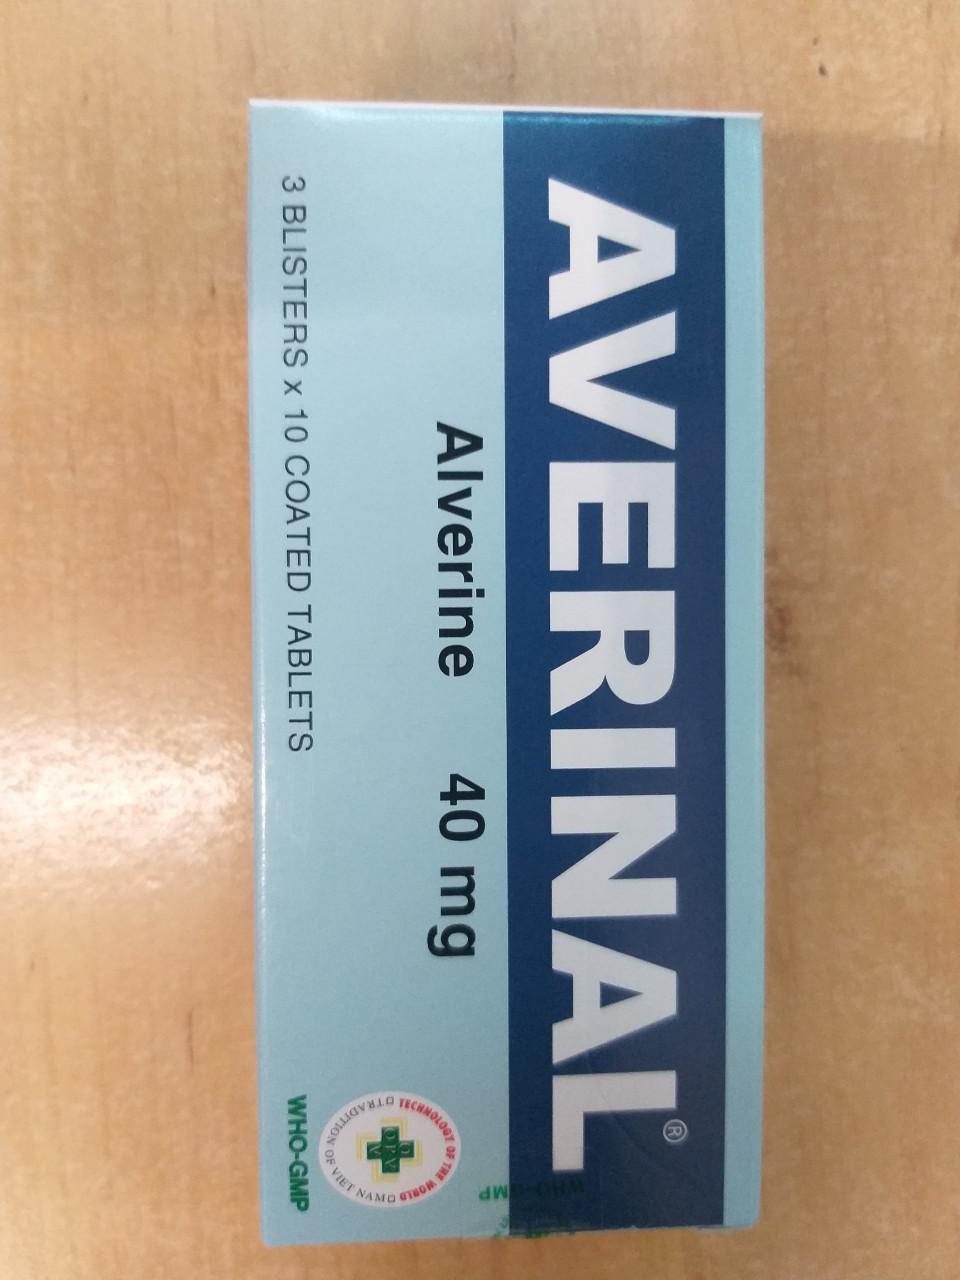 AVERINAL®
Alverine 40 mg
3 BLISTERS x 10 COATED TABLETS
TECHNOLOGY OF THE WORLD
TRADITION OF VIET NAM
OPV
WHO-GMP
WHO-GMP